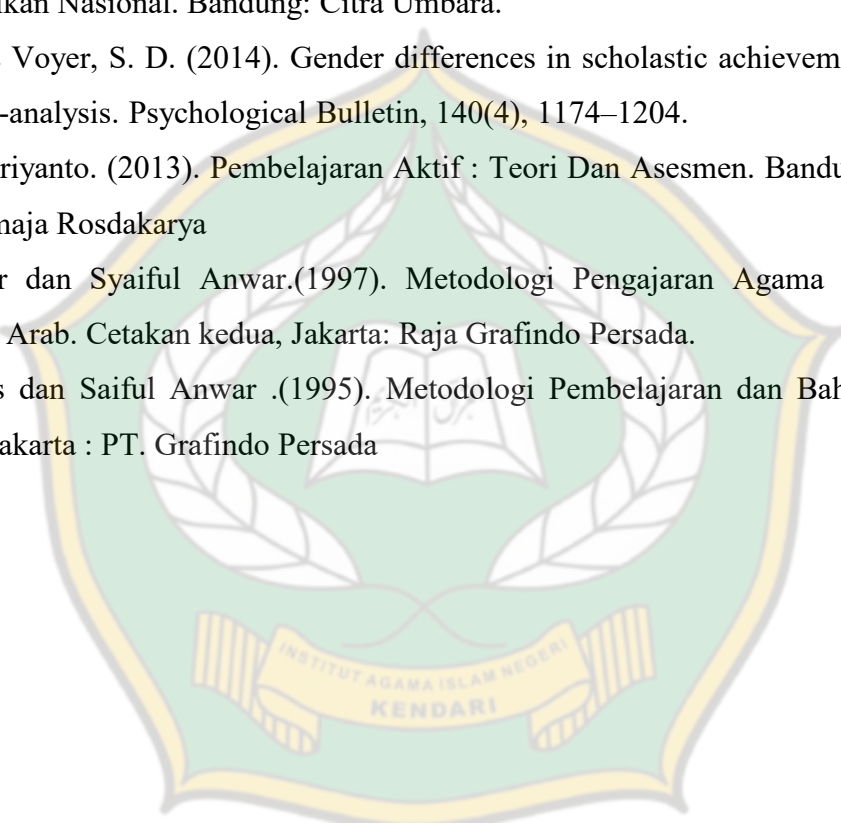 ikan Nasional. Bandung: Citra Umbara.
Voyer, S. D. (2014). Gender differences in scholastic achievem
-analysis. Psychological Bulletin, 140(4), 1174–1204.
riyanto. (2013). Pembelajaran Aktif : Teori Dan Asesmen. Bandu
naja Rosdakarya
r dan Syaiful Anwar.(1997). Metodologi Pengajaran Agama
Arab. Cetakan kedua, Jakarta: Raja Grafindo Persada.
s dan Saiful Anwar .(1995). Metodologi Pembelajaran dan Bah
akarta : PT. Grafindo Persada
INSTITUT AGAMA ISLAM NEGERI
KENDARI